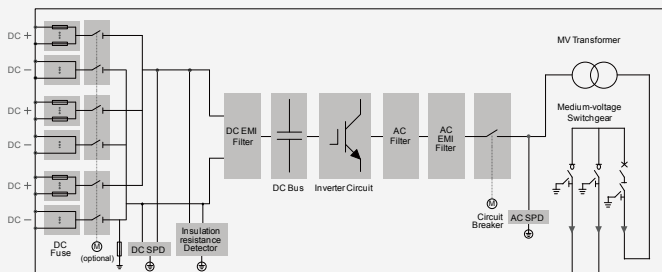 DC +
DC −
DC +
DC −
DC +
DC −
DC
Fuse
M
(optional)
DC SPD
Insulation
resistance
Detector
DC EMI
Filter
DC Bus
Inverter Circuit
AC
Filter
AC
EMI
Filter
M
Circuit
Breaker
AC SPD
MV Transformer
Medium-voltage
Switchgear